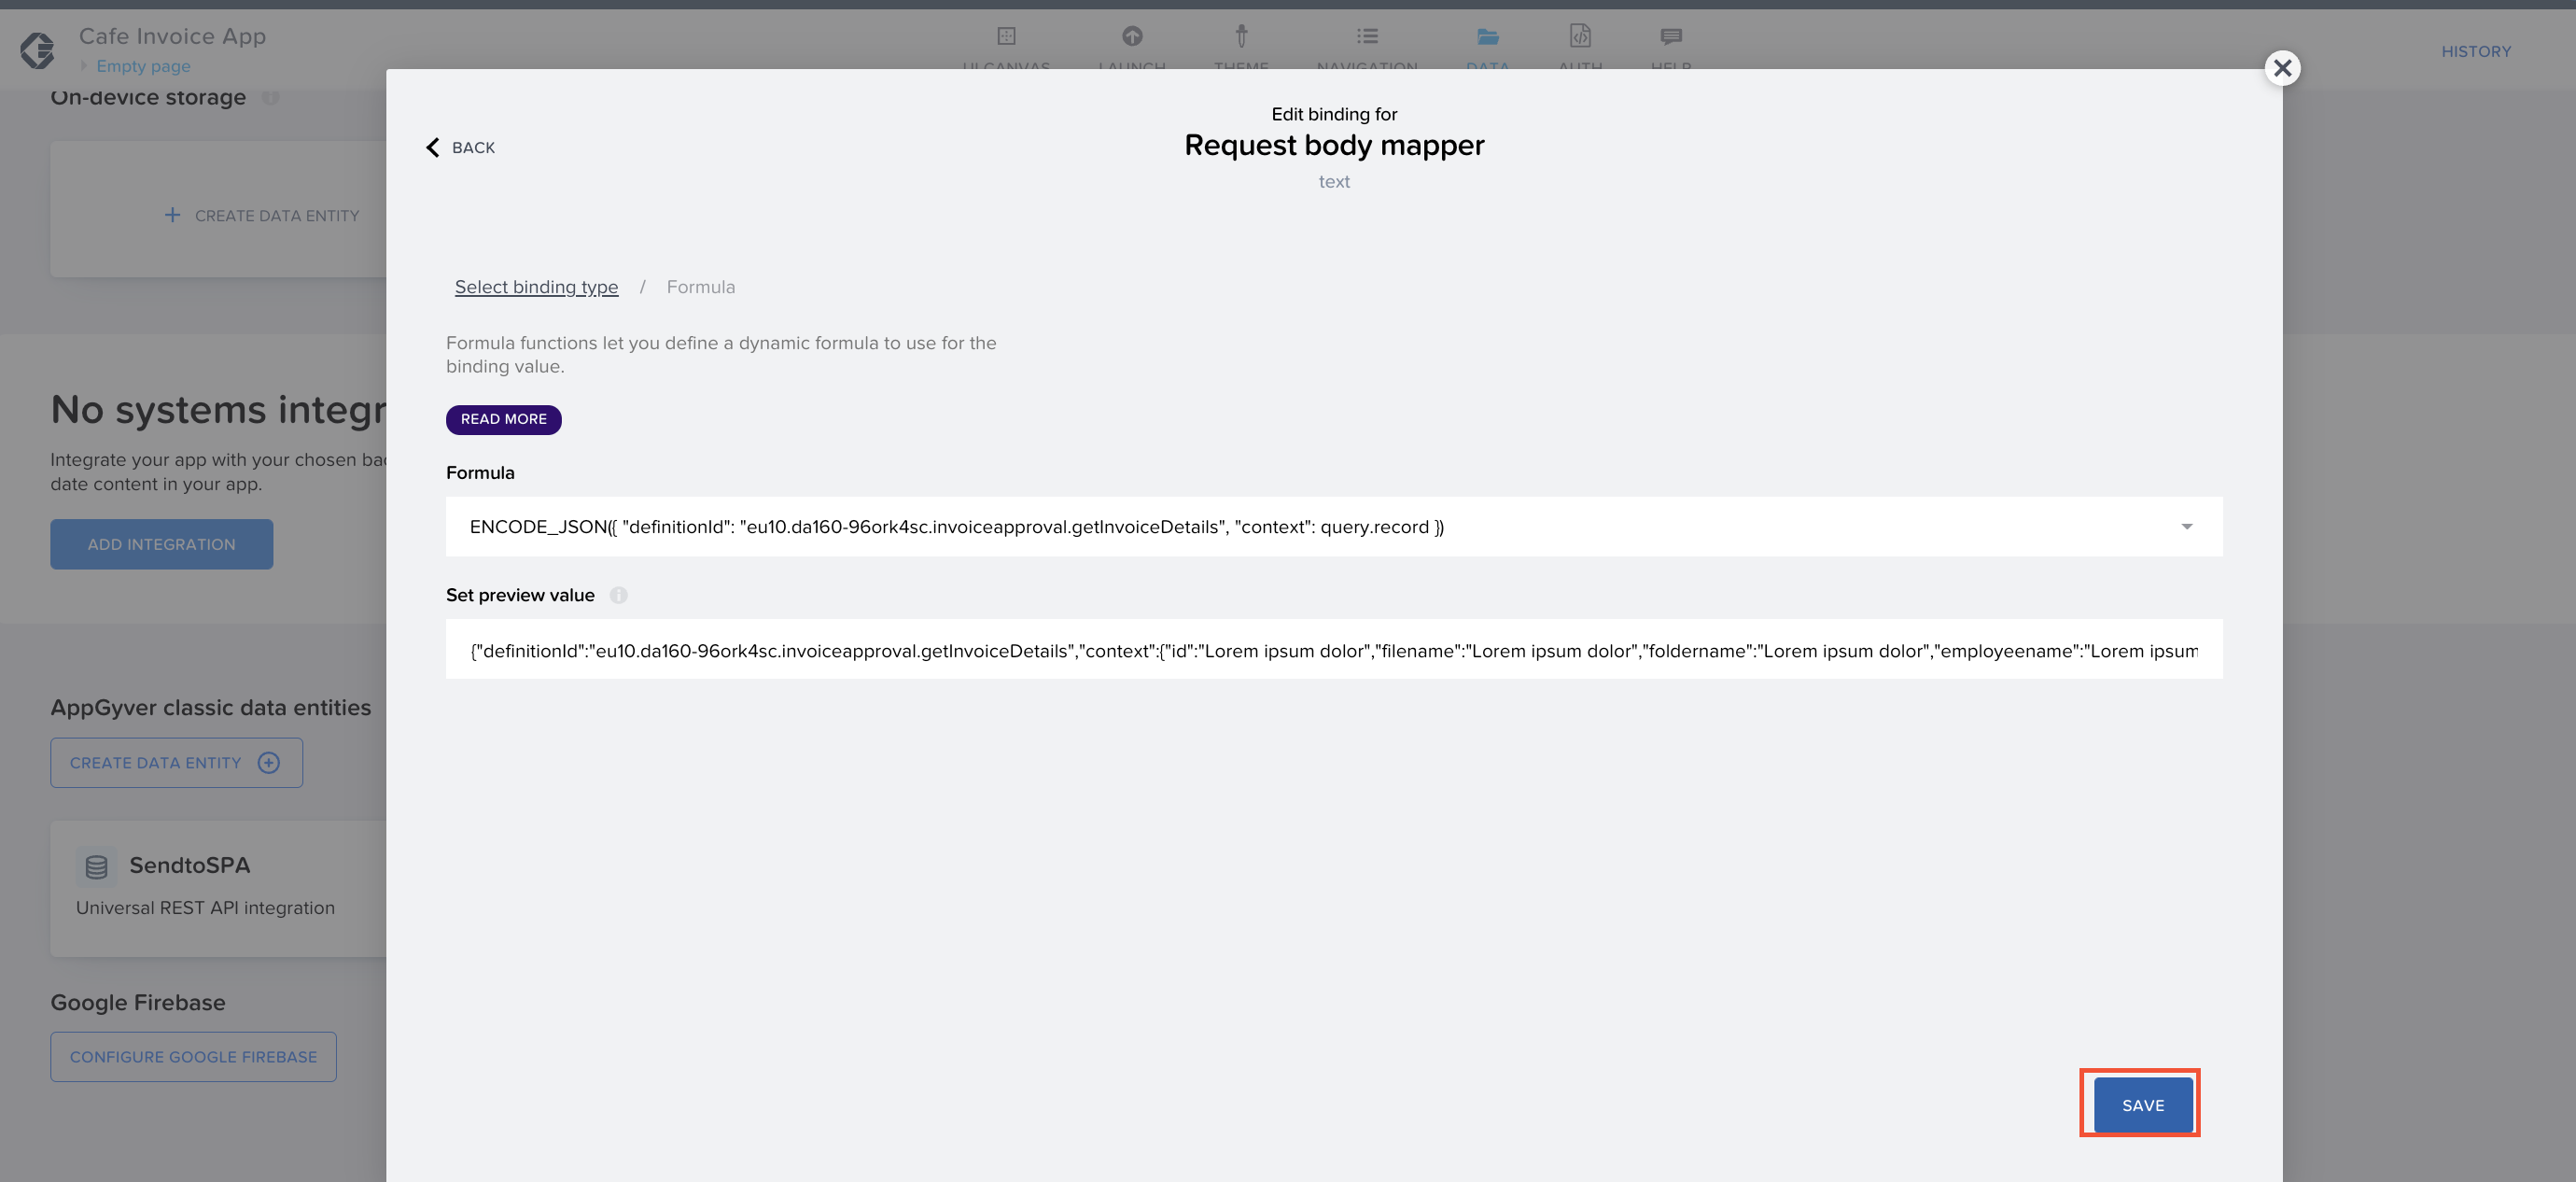 Cafe Invoice App
Empty page
UI CANVAS
LAUNCH
THEME
NAVIGATION
DATA
AUTH
HELP
HISTORY
On-device storage
CREATE DATA ENTITY
No systems integr
Integrate your app with your chosen bac
date content in your app.
ADD INTEGRATION
AppGyver classic data entities
CREATE DATA ENTITY
SendtoSPA
Universal REST API integration
Google Firebase
CONFIGURE GOOGLE FIREBASE
Edit binding for
BACK
Request body mapper
text
Select binding type / Formula
Formula functions let you define a dynamic formula to use for the
binding value.
READ MORE
Formula
ENCODE_JSON({ "definitionId": "eu10.da160-96ork4sc.invoiceapproval.getInvoiceDetails", "context": query.record })
Set preview value
{"definitionId":"eu10.da160-96ork4sc.invoiceapproval.getInvoiceDetails","context":{"id":"Lorem ipsum dolor","filename":"Lorem ipsum dolor","foldername":"Lorem ipsum dolor","employeename":"Lorem ipsum
SAVE